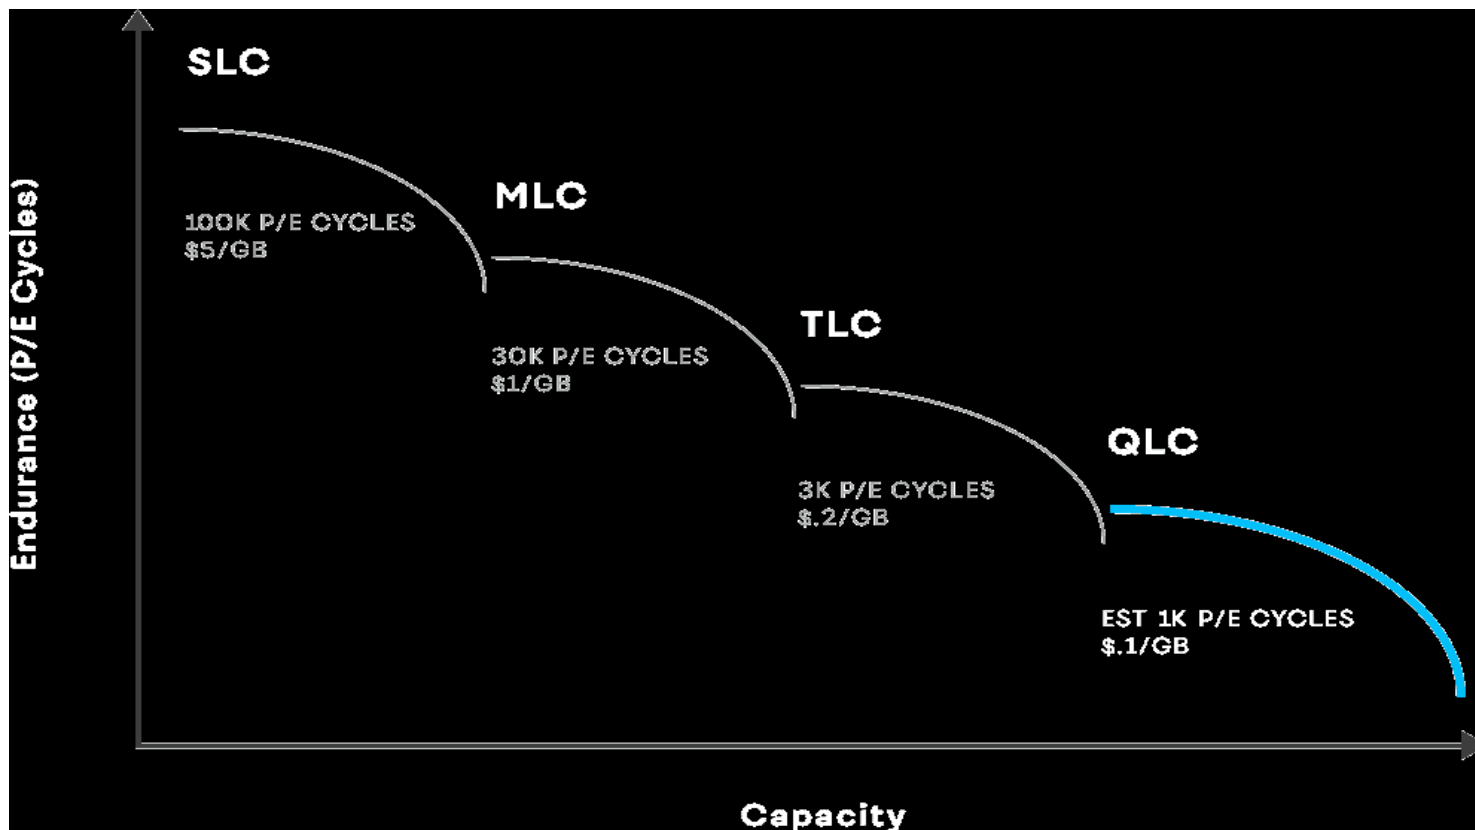 SLC
100K P/E CYCLES
$5/GB
MLC
30K P/E CYCLES
$1/GB
TLC
3K P/E CYCLES
$.2/GB
QLC
EST 1K P/E CYCLES
$.1/GB
Endurance (P/E Cycles)
Capacity